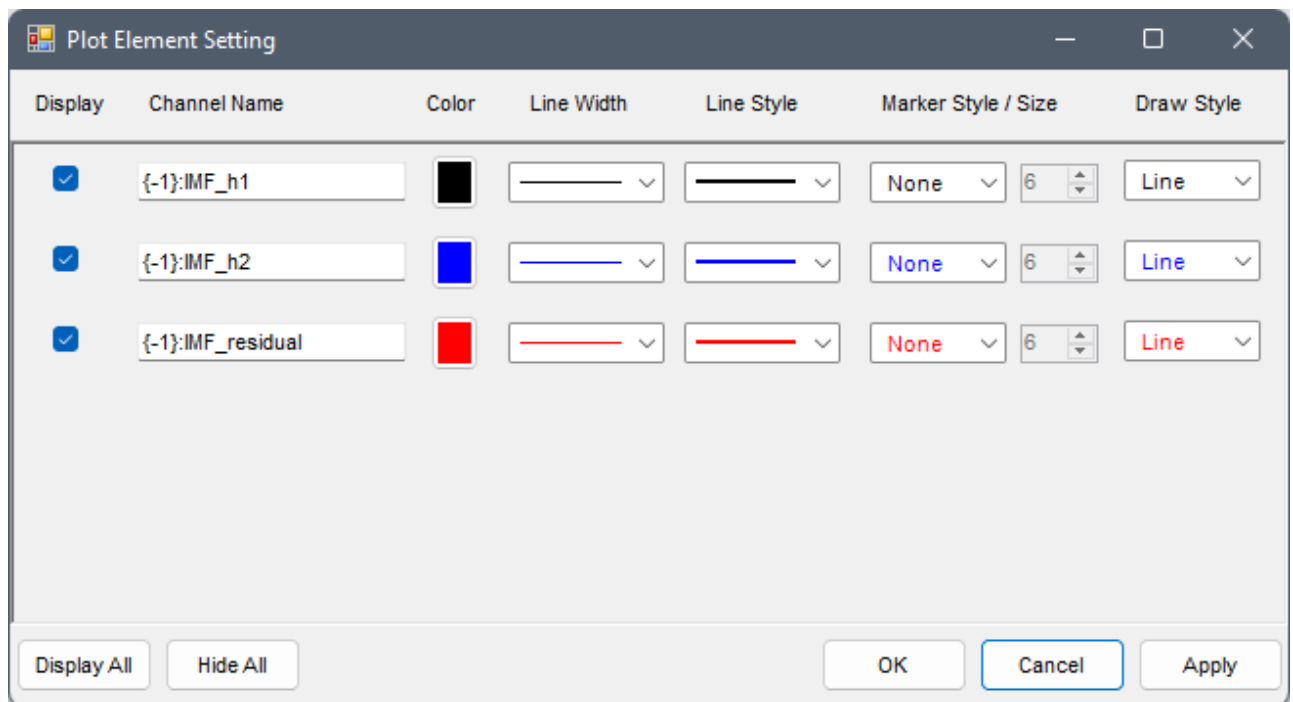 Plot Element Setting
Display Channel Name Color Line Width Line Style Marker Style / Size Draw Style
{-1}:IMF_h1 None 6 Line
{-1}:IMF_h2 None 6 Line
{-1}:IMF_residual None 6 Line
Display All Hide All OK Cancel Apply